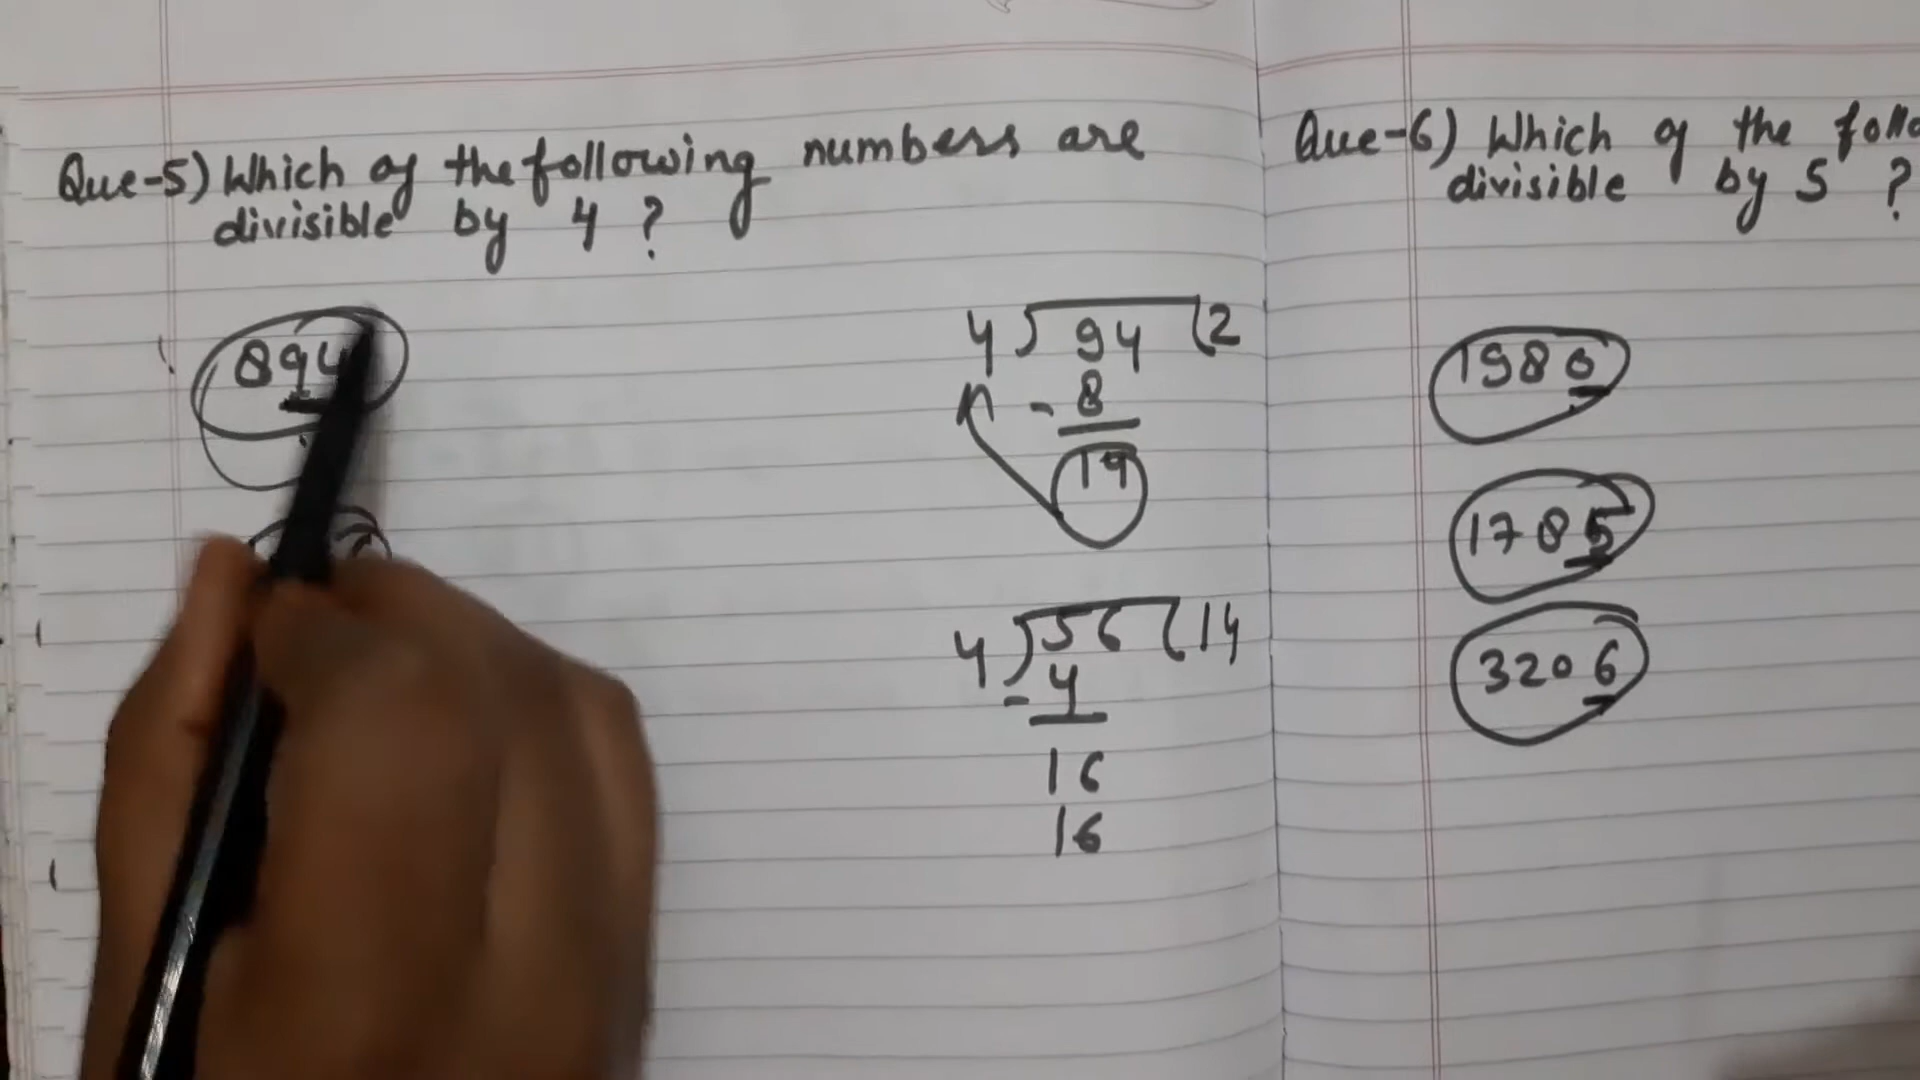 Que-5) Which of the following numbers are
divisible by 4 ?
894
4 94 2
- 8
19
4 56 14
- 4
16
16
Que-6) Which of the
divisible by 5 ?
1980
1785
3206